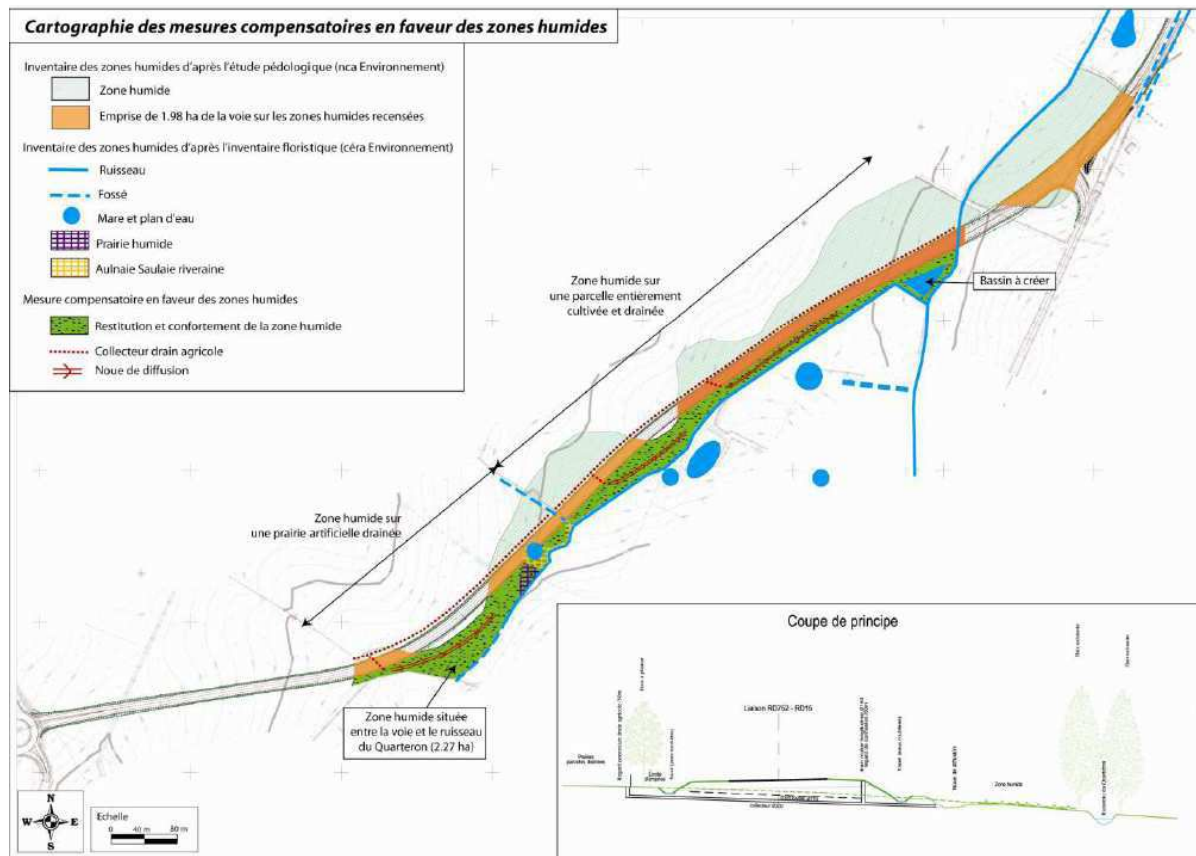 Cartographie des mesures compensatoires en faveur des zones humides
Inventaire des zones humides d'après l'étude pédologique (nca Environnement)
Zone humide
Emprise de 1.98 ha de la voie sur les zones humides recensées
Inventaire des zones humides d'après l'inventaire floristique (céra Environnement)
Ruisseau
Fossé
Mare et plan d'eau
Prairie humide
Aulnaie Saulaie riveraine
Mesure compensatoire en faveur des zones humides
Restitution et confortement de la zone humide
Collecteur drain agricole
Noue de diffusion
Zone humide sur
une parcelle entièrement
cultivée et drainée
Bassin à créer
Zone humide sur
une prairie artificielle drainée
Zone humide située
entre la voie et le ruisseau
du Quarteron (2.27 ha)
N
W
E
S
Echelle
0 40 m 80 m
Coupe de principe
Liaison RD752 - RD15
Zone humide